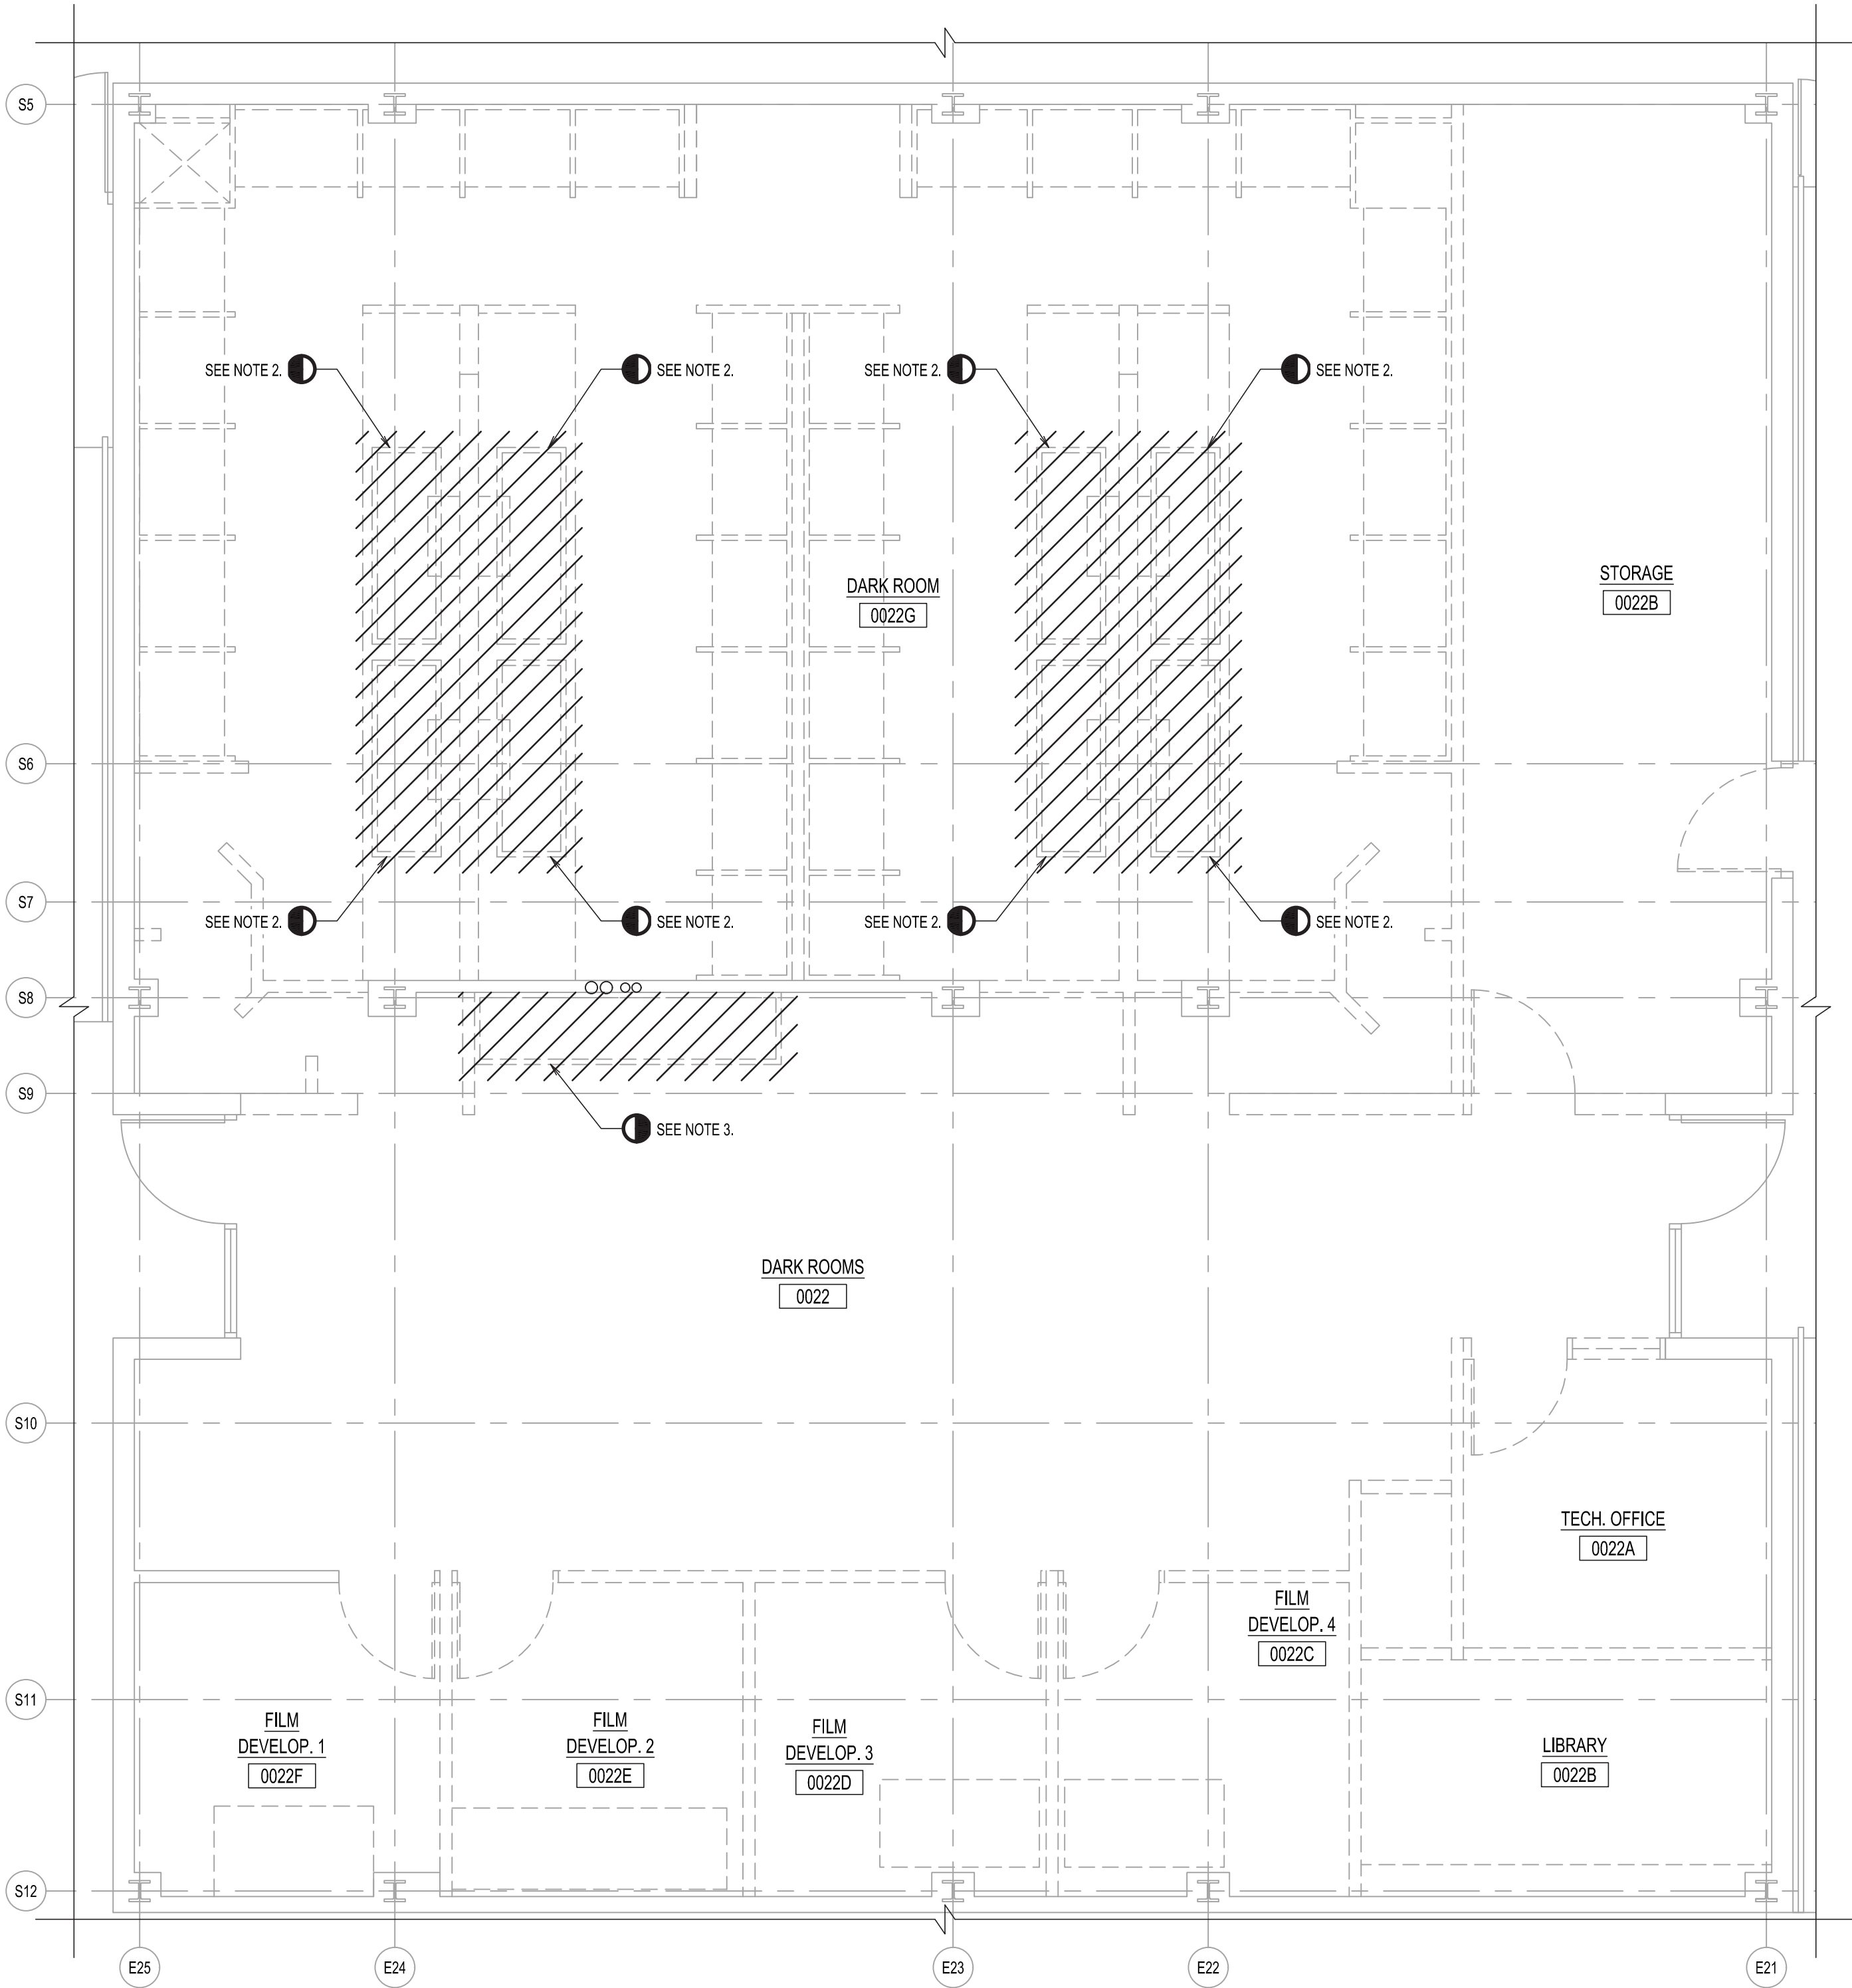 S5
SEE NOTE 2.
SEE NOTE 2.
SEE NOTE 2.
SEE NOTE 2.
DARK ROOM
0022G
STORAGE
0022B
S6
S7
SEE NOTE 2.
SEE NOTE 2.
SEE NOTE 2.
SEE NOTE 2.
S8
S9
SEE NOTE 3.
DARK ROOMS
0022
S10
TECH. OFFICE
0022A
FILM
DEVELOP. 4
0022C
S11
FILM
DEVELOP. 1
0022F
FILM
DEVELOP. 2
0022E
FILM
DEVELOP. 3
0022D
LIBRARY
0022B
S12
E25
E24
E23
E22
E21